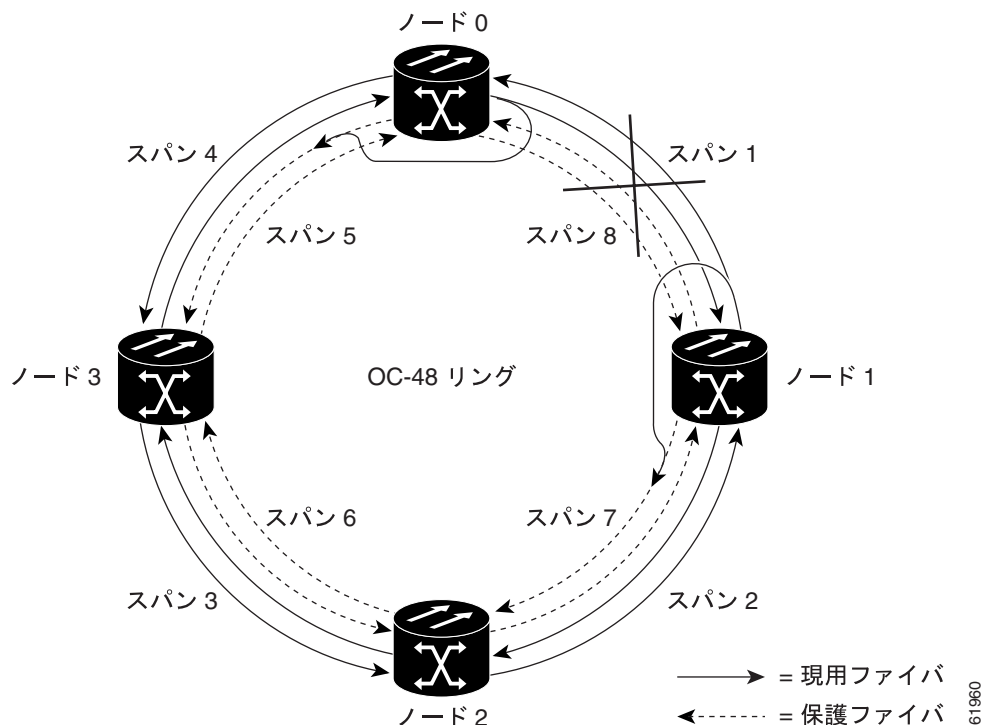 ノード 0
スパン 4
スパン 1
スパン 5
スパン 8
ノード 3
OC-48 リング
ノード 1
スパン 6
スパン 7
スパン 3
スパン 2
ノード 2
= 現用ファイバ
= 保護ファイバ
61960